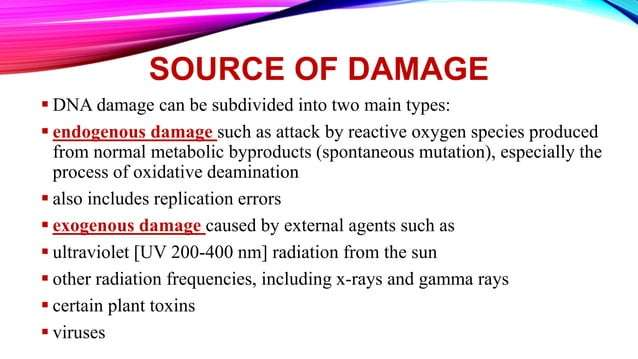 SOURCE OF DAMAGE
▪ DNA damage can be subdivided into two main types:
▪ endogenous damage such as attack by reactive oxygen species produced
from normal metabolic byproducts (spontaneous mutation), especially the
process of oxidative deamination
▪ also includes replication errors
▪ exogenous damage caused by external agents such as
▪ ultraviolet [UV 200-400 nm] radiation from the sun
▪ other radiation frequencies, including x-rays and gamma rays
▪ certain plant toxins
▪ viruses